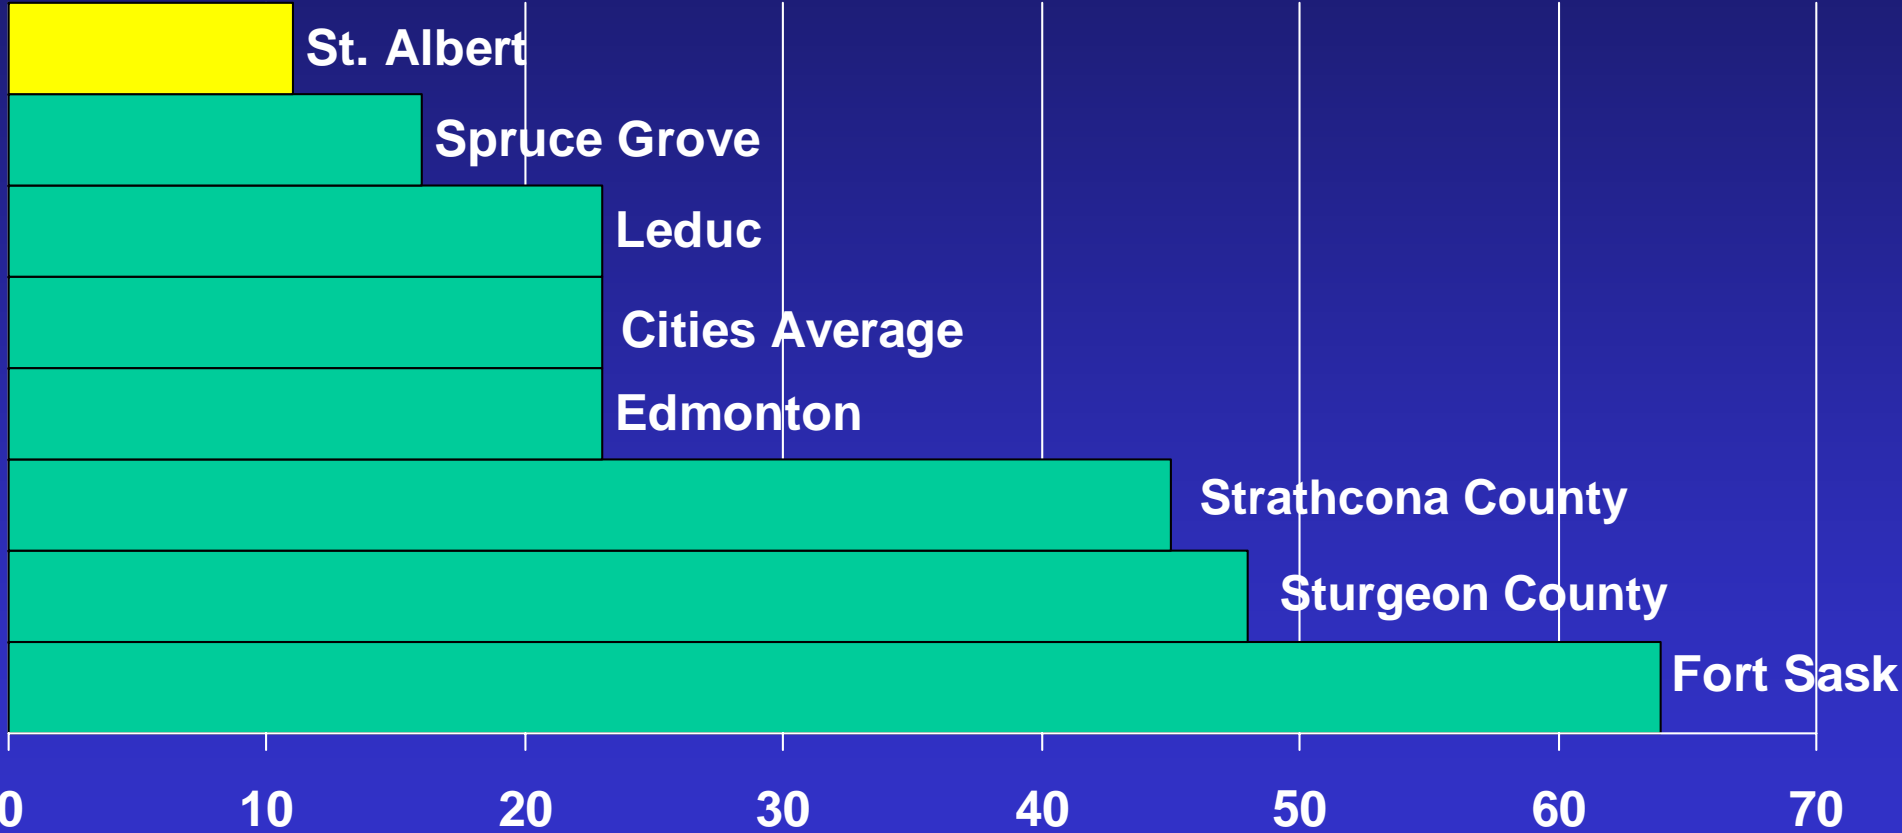 St. Albert
Spruce Grove
Leduc
Cities Average
Edmonton
Strathcona County
Sturgeon County
Fort Sask
0 10 20 30 40 50 60 70